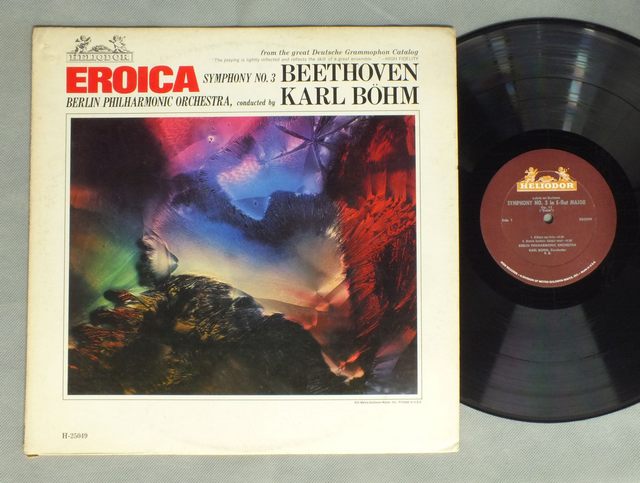 HELIODOR
from the great Deutsche Grammophon Catalog
"The playing is lightly inflected and reflects the skill of a great ensemble." —HIGH FIDELITY
EROICA SYMPHONY NO. 3 BEETHOVEN
BERLIN PHILHARMONIC ORCHESTRA, conducted by KARL BÖHM
H-25049
HELIODOR
SYMPHONY NO. 3 in E-flat MAJOR
Side 1
BERLIN PHILHARMONIC ORCHESTRA
KARL BÖHM, Conductor